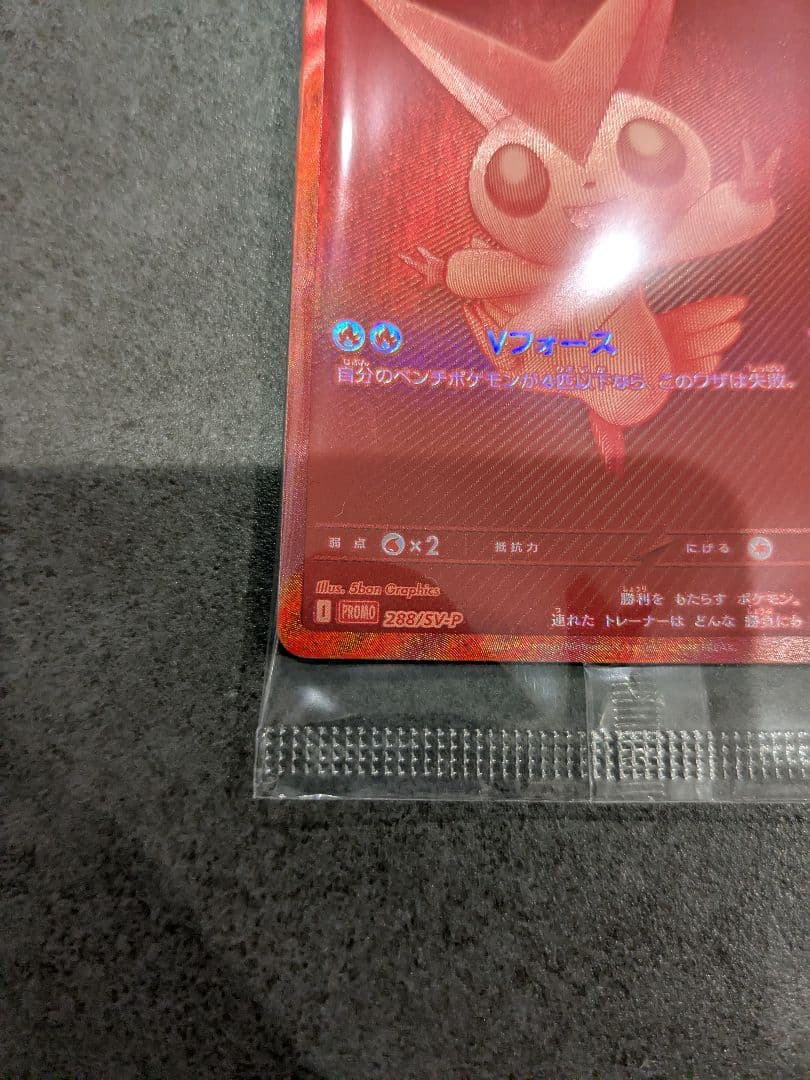 Vフォース
自分のベンチポケモンが4匹以下なら、このワザは失敗。
弱点 ×2 抵抗力 にげる
Illus. 5ban Graphics
勝利を もたらす ポケモン。
I PROMO 288/SV-P
連れた トレーナーは どんな 勝負にも